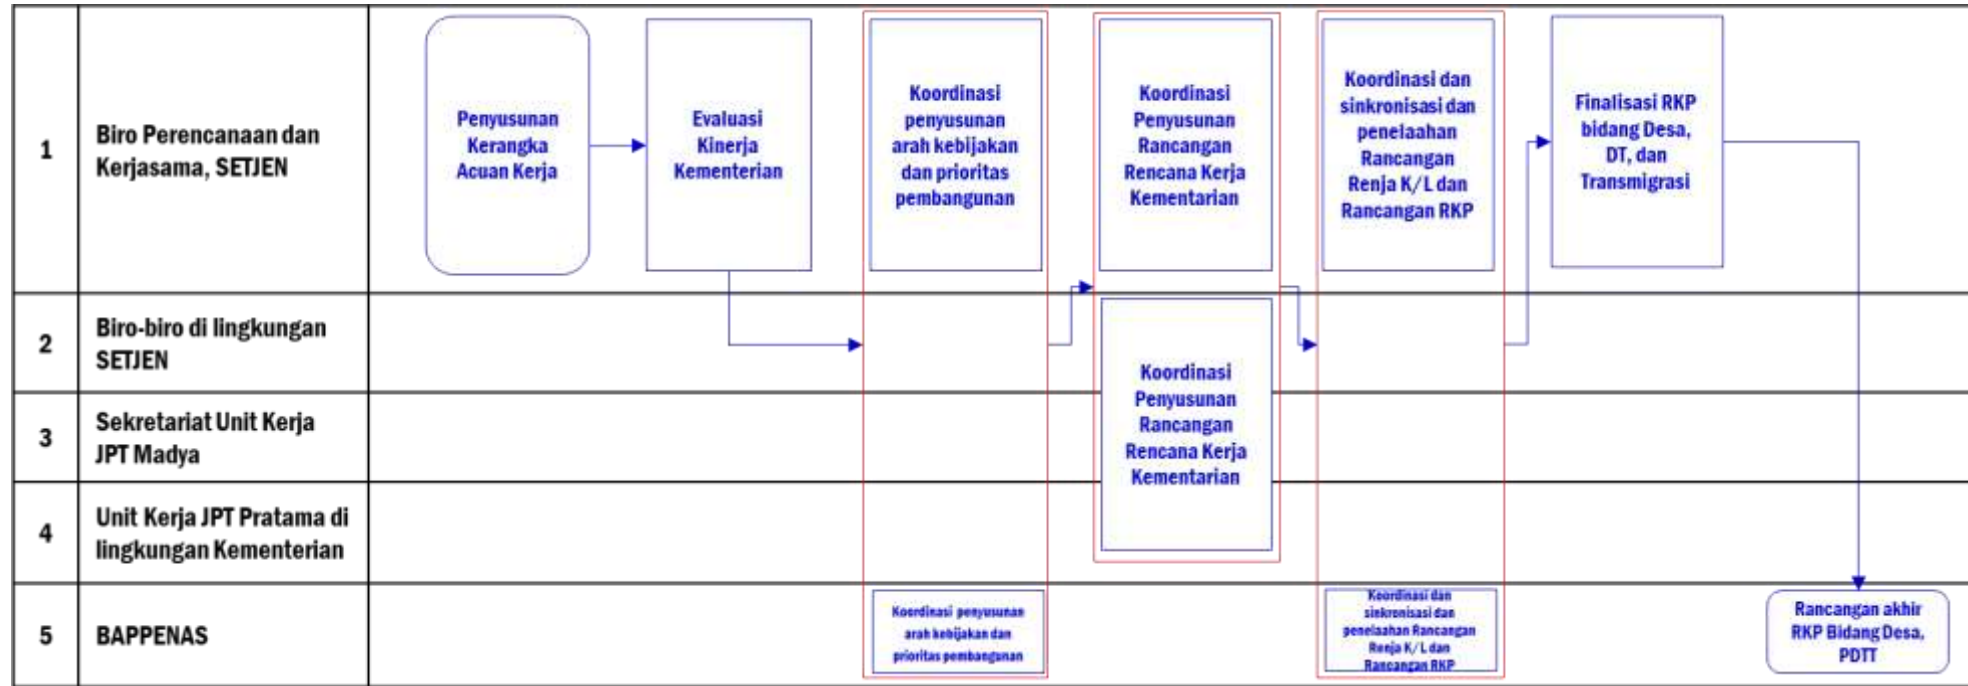 1
Biro Perencanaan dan
Kerjasama, SETJEN
Penyusunan
Kerangka
Acuan Kerja
Evaluasi
Kinerja
Kementerian
Koordinasi
penyusunan
arah kebijakan
dan prioritas
pembangunan
Koordinasi
Penyusunan
Rancangan
Rencana Kerja
Kementarian
Koordinasi dan
sinkronisasi dan
penelaahan
Rancangan
Renja K/L dan
Rancangan RKP
Finalisasi RKP
bidang Desa,
DT, dan
Transmigrasi
2
Biro-biro di lingkungan
SETJEN
Koordinasi
Penyusunan
Rancangan
Rencana Kerja
Kementarian
3
Sekretariat Unit Kerja
JPT Madya
4
Unit Kerja JPT Pratama di
lingkungan Kementerian
5
BAPPENAS
Koordinasi penyusunan
arah kebijakan dan
prioritas pembangunan
Koordinasi dan
sinkronisasi dan
penelaahan Rancangan
Renja K/L dan
Rancangan RKP
Rancangan akhir
RKP Bidang Desa,
PDTT